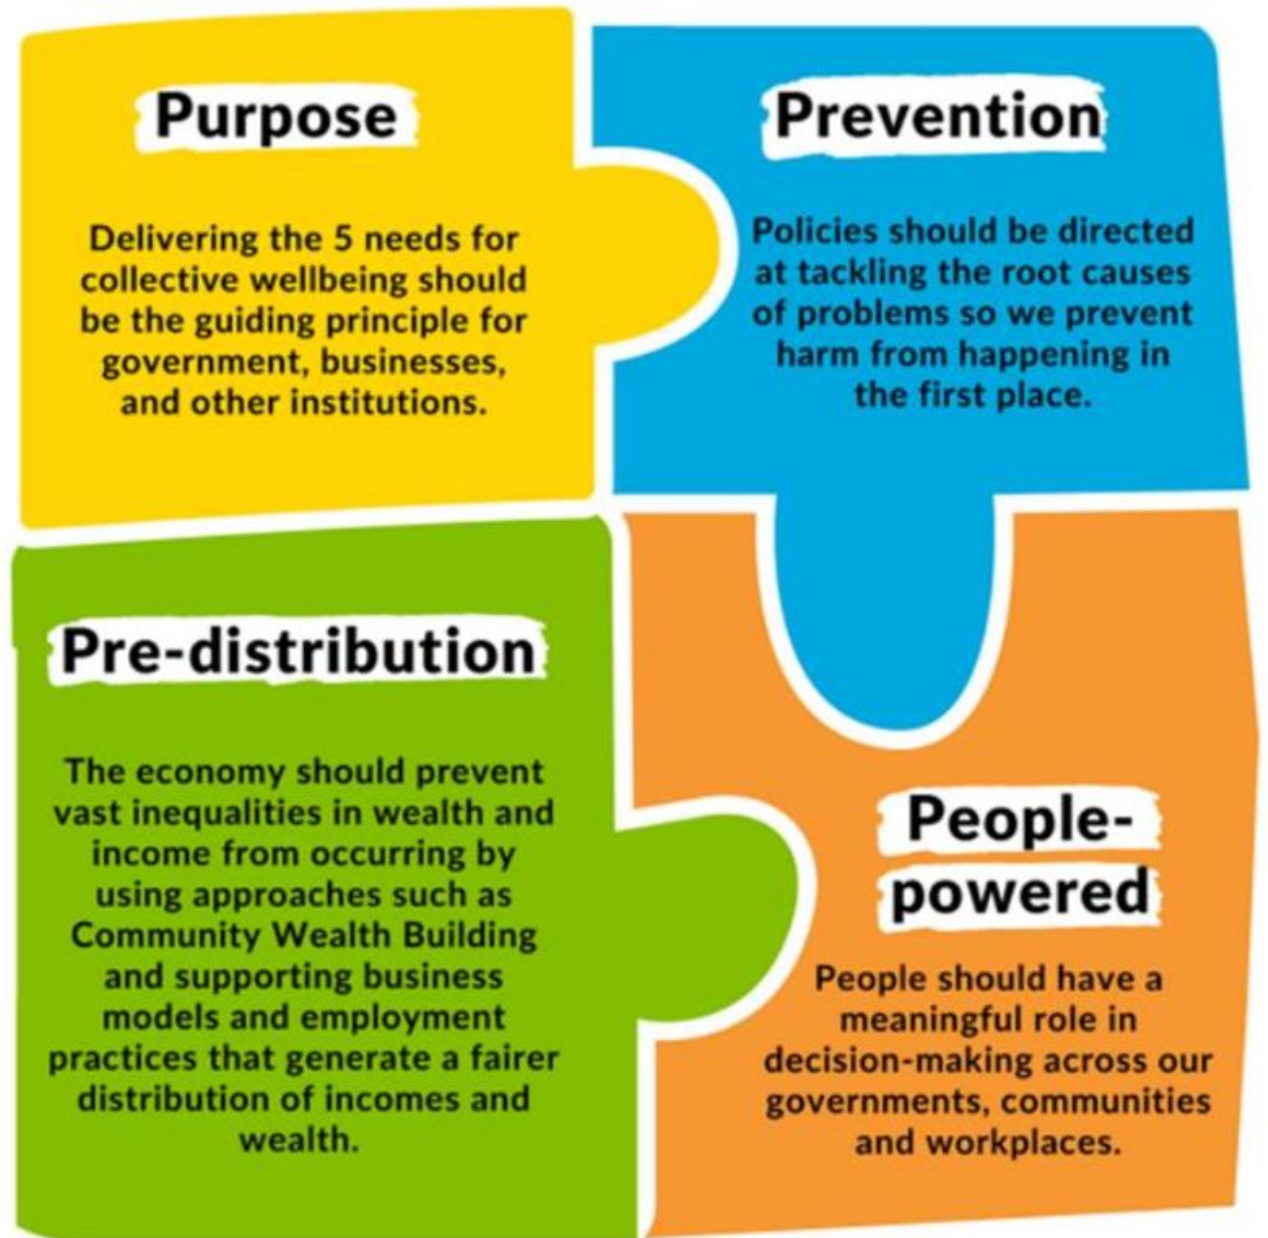 Purpose
Delivering the 5 needs for
collective wellbeing should
be the guiding principle for
government, businesses,
and other institutions.
Prevention
Policies should be directed
at tackling the root causes
of problems so we prevent
harm from happening in
the first place.
Pre-distribution
The economy should prevent
vast inequalities in wealth and
income from occurring by
using approaches such as
Community Wealth Building
and supporting business
models and employment
practices that generate a fairer
distribution of incomes and
wealth.
People-
powered
People should have a
meaningful role in
decision-making across our
governments, communities
and workplaces.